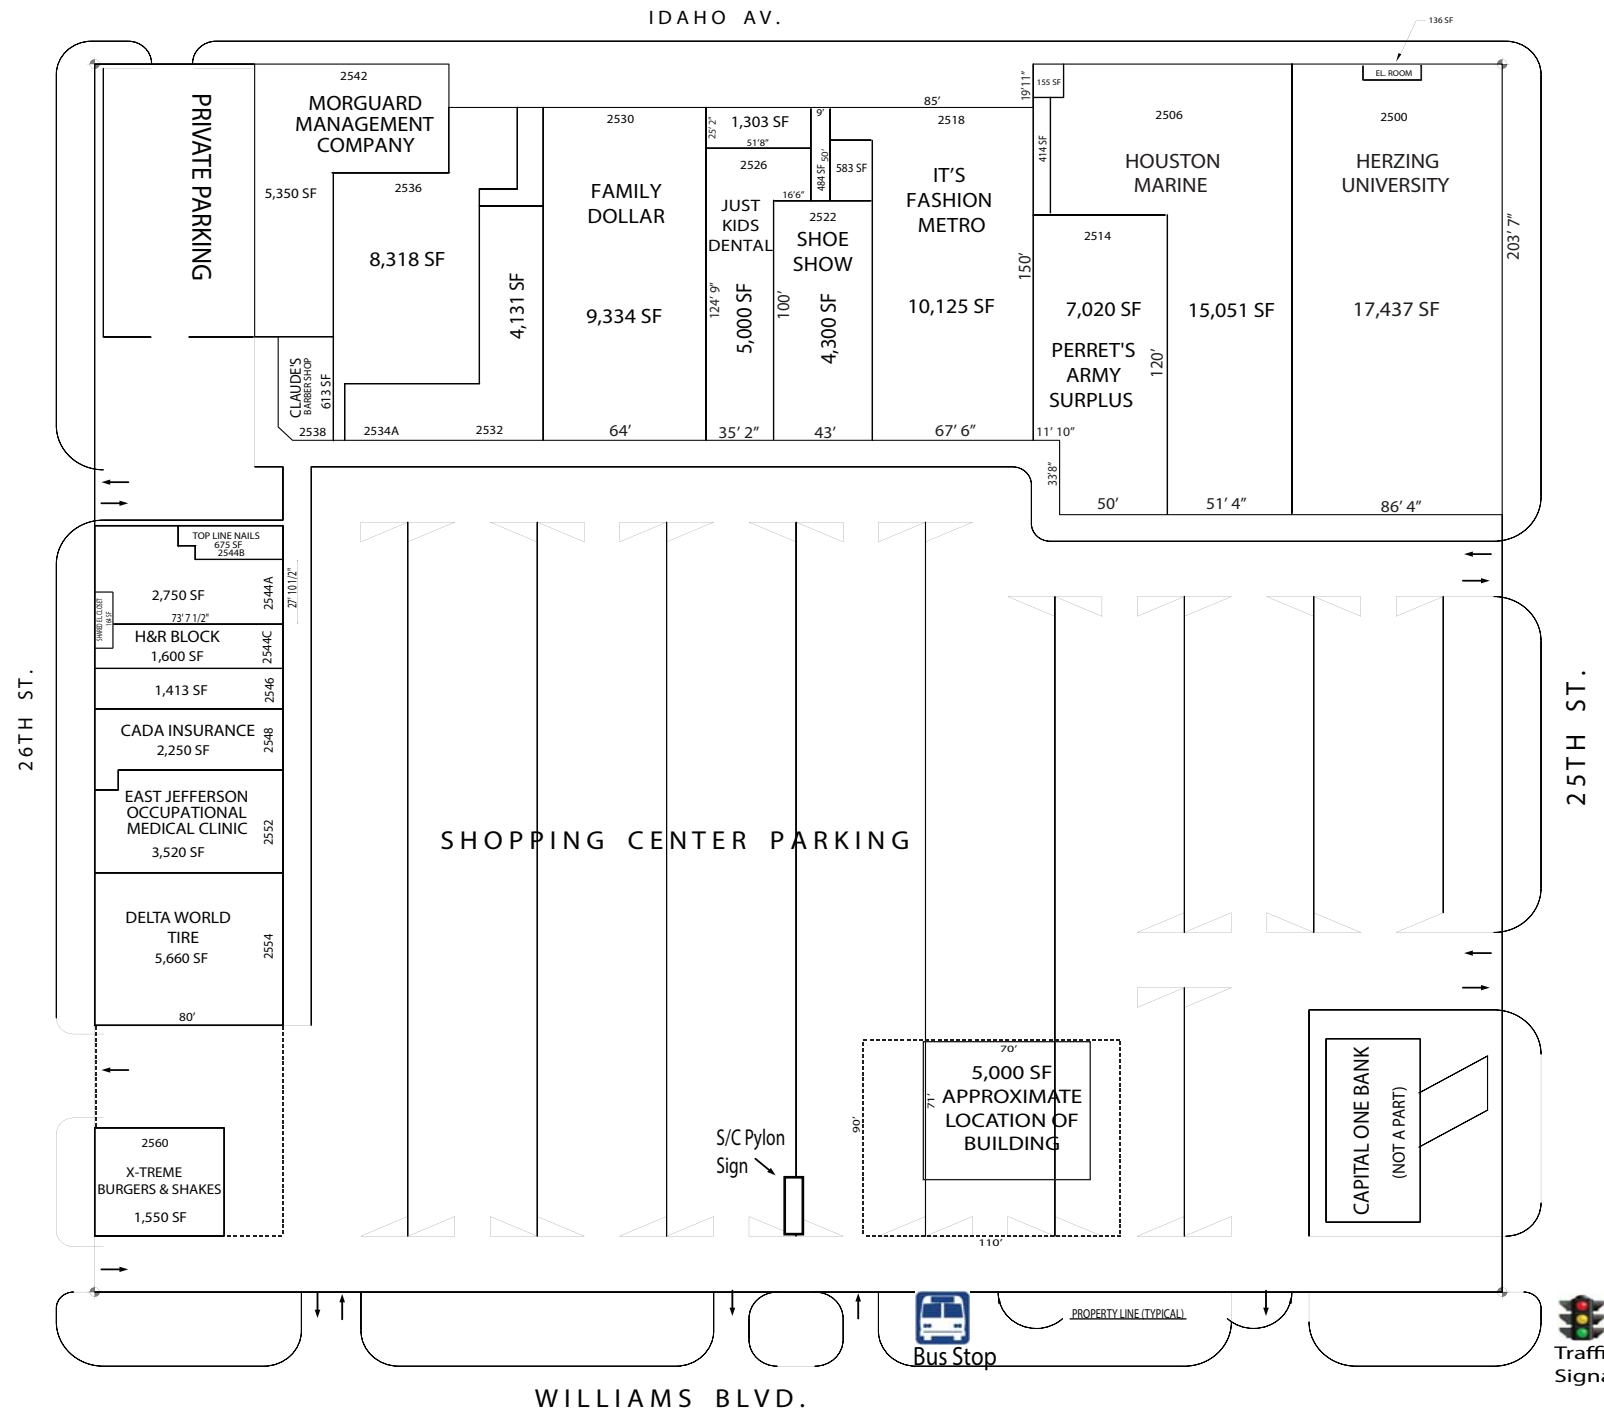 IDAHO AV.
136 SF
EL. ROOM
2542
MORGUARD
MANAGEMENT
COMPANY
5,350 SF
PRIVATE PARKING
2536
8,318 SF
4,131 SF
2530
FAMILY
DOLLAR
9,334 SF
64'
25' 2"
1,303 SF
51'8"
2526
JUST
KIDS
DENTAL
16'6"
124' 9"
5,000 SF
35' 2"
9'
50'
484 SF
583 SF
2522
SHOE
SHOW
100'
4,300 SF
43'
85'
2518
IT'S
FASHION
METRO
10,125 SF
150'
67' 6"
19'11"
155 SF
414 SF
2514
7,020 SF
PERRET'S
ARMY
SURPLUS
120'
11' 10"
33'8"
50'
2506
HOUSTON
MARINE
15,051 SF
51' 4"
2500
HERZING
UNIVERSITY
17,437 SF
203' 7"
86' 4"
CLAUDE'S
BARBER SHOP
613 SF
2538
2534A
2532
TOP LINE NAILS
675 SF
2544B
2,750 SF
2544A
27' 10 1/2"
73' 7 1/2"
SHARED EL.CLOSET
H&R BLOCK
1,600 SF
2544C
1,413 SF
2546
CADA INSURANCE
2,250 SF
2548
EAST JEFFERSON
OCCUPATIONAL
MEDICAL CLINIC
3,520 SF
2552
DELTA WORLD
TIRE
5,660 SF
2554
80'
26TH ST.
25TH ST.
SHOPPING CENTER PARKING
2560
X-TREME
BURGERS & SHAKES
1,550 SF
S/C Pylon
Sign
70'
71'
90'
5,000 SF
APPROXIMATE
LOCATION OF
BUILDING
110'
CAPITAL ONE BANK
(NOT A PART)
PROPERTY LINE (TYPICAL)
Bus Stop
Traffi
Signa
WILLIAMS BLVD.